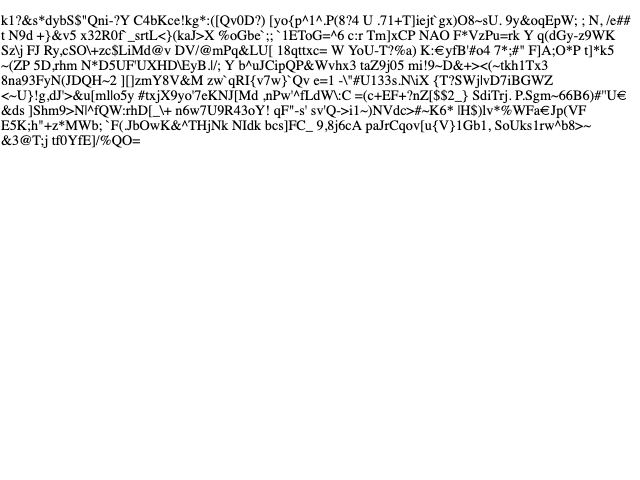 k1?&s*dybS$"Qni-?Y C4bKce!kg*:([Qv0D?) [yo{p^1^.P(8?4 U .71+T]iejt`gx)O8~sU. 9y&oqEpW; ; N, /e##
t N9d +}&v5 x32R0f`_srtL<}(kaJ>X %oGbe`;; `1EToG=^6 c:r Tm]xCP NAO F*VzPu=rk Y q(dGy-z9WK
Sz\j FJ Ry,cSO\+zc$LiMd@v DV/@mPq&LU[ 18qttxc= W YoU-T?%a) K:€yfB'#o4 7*;#" F]A;O*P t]*k5
~(ZP 5D,rhm N*D5UF'UXHD\EyB.l/; Y b^uJCipQP&Wvhx3 taZ9j05 mi!9~D&+><(~tkh1Tx3
8na93FyN(JDQH~2 ][]zmY8V&M zw`qRI{v7w}`Qv e=1 -\"#U133s.N\iX {T?SWjlvD7iBGWZ
<~U}!g,dJ'>&u[ml|o5y #txjX9yo'7eKNJ[Md ,nPw'^fLdW\:C =(c+EF+?nZ[$$2_} SdiTrj. P.Sgm~66B6)#"U€
&ds ]Shm9>N|^fQW:rhD[_\+ n6w7U9R43oY! qF"-s' sv'Q->i1~)NVdc>#~K6* |H$)lv*%WFa€Jp(VF
E5K;h"+z*MWb; `F(.JbOwK&^THjNk NIdk bcs]FC_ 9,8j6cA paJrCqov[u{V}1Gb1, SoUks1rw^b8>~
&3@T;j tf0YfE]/%QO=